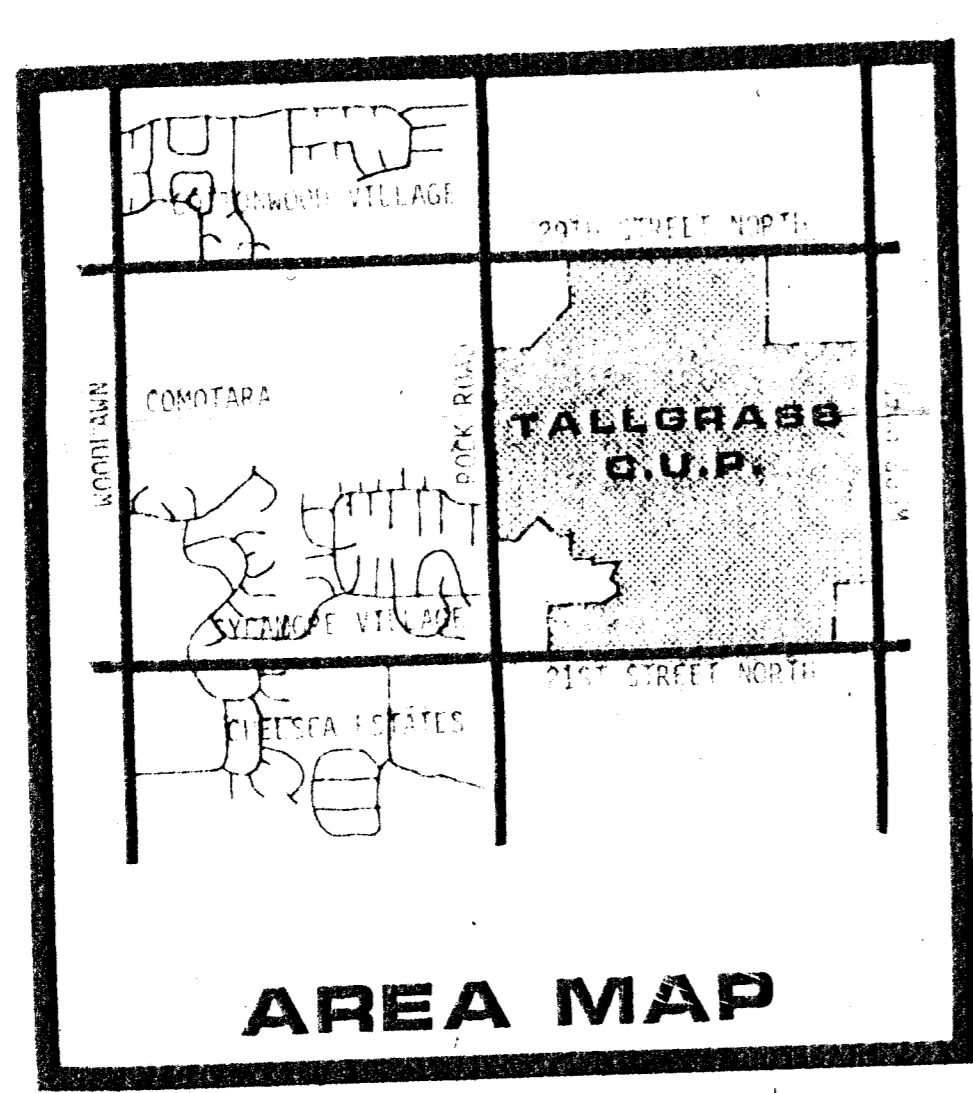 COTTONWOOD VILLAGE
29TH STREET NORTH
WOODLAWN
COMOTARA
ROCK ROAD
TALLGRASS
C.U.P.
SYCAMORE VILLAGE
21ST STREET NORTH
CHELSEA ESTATES
AREA MAP